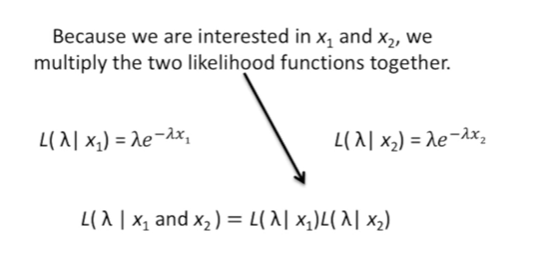 Because we are interested in x₁ and x₂, we
multiply the two likelihood functions together.
L( λ| x₁) = λe^−λx₁ L( λ| x₂) = λe^−λx₂
L( λ | x₁ and x₂ ) = L( λ| x₁)L( λ| x₂)